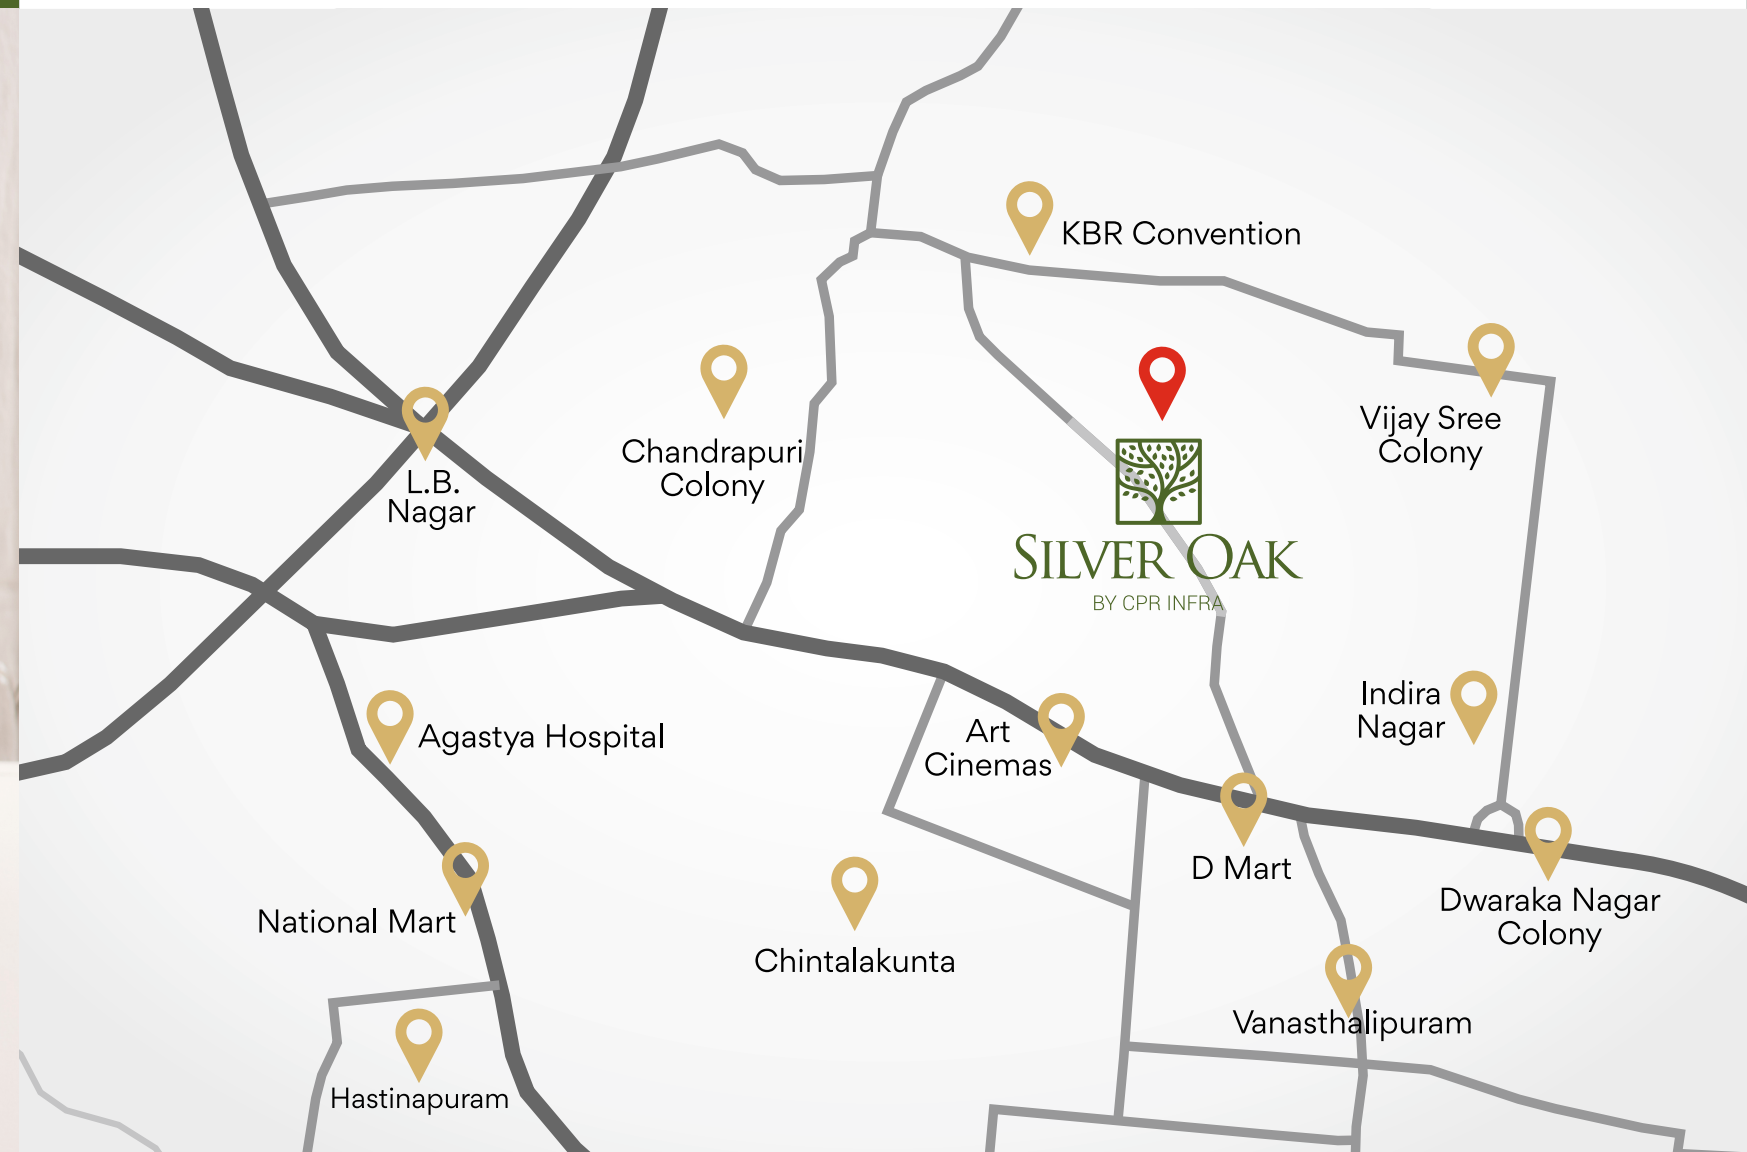 KBR Convention
Vijay Sree
Colony
Chandrapuri
Colony
L.B.
Nagar
SILVER OAK
BY CPR INFRA
Indira
Nagar
Art
Cinemas
Agastya Hospital
D Mart
Dwaraka Nagar
Colony
National Mart
Chintalakunta
Vanasthalipuram
Hastinapuram